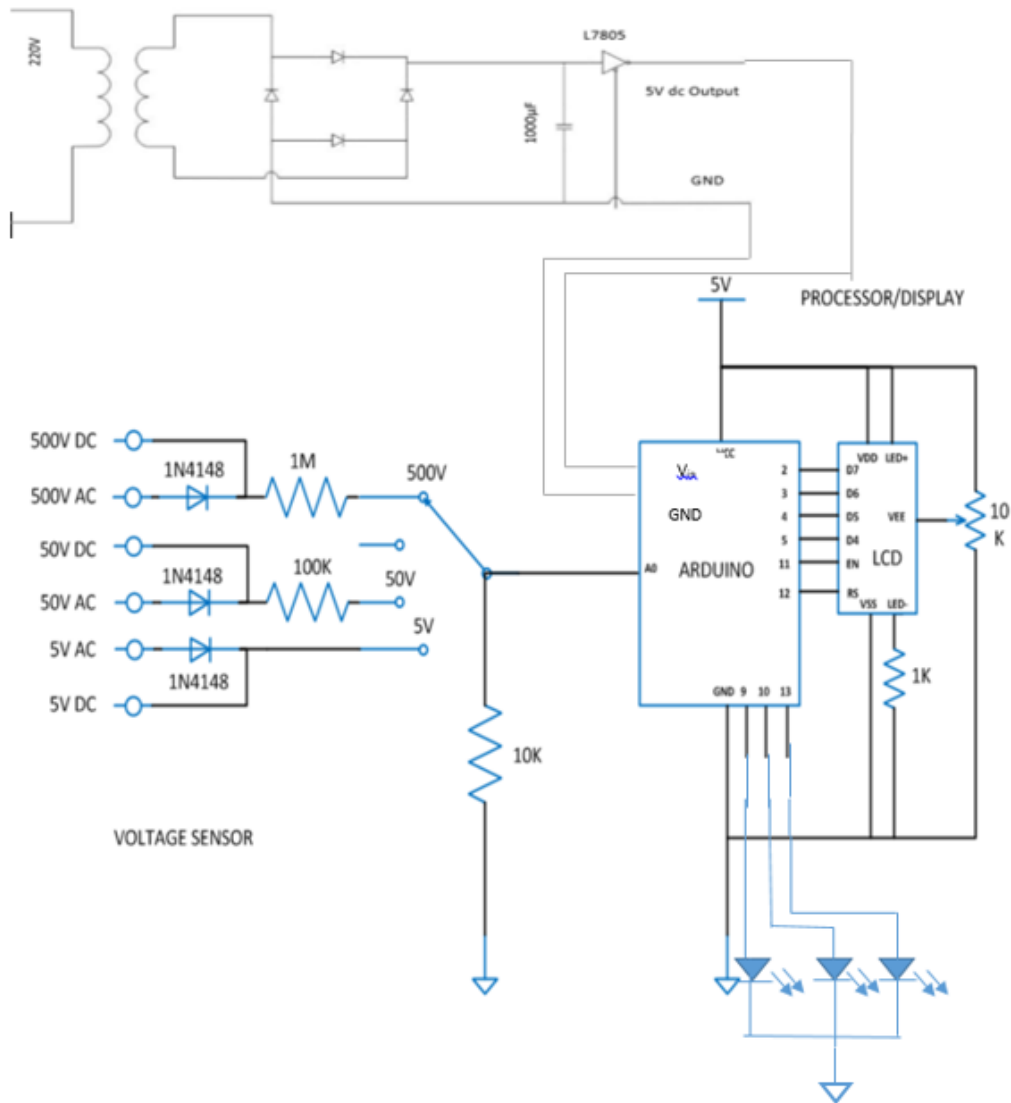 L7805
220V
5V dc Output
1000µF
GND
5V
PROCESSOR/DISPLAY
500V DC
1N4148
1M
500V
500V AC
50V DC
1N4148
100K
50V
50V AC
5V
5V AC
1N4148
5V DC
10K
VOLTAGE SENSOR
Vin
GND
A0
ARDUINO
2
3
4
5
11
12
GND 9 10 13
VDD LED+
D7
D6
D5
D4
EN
RS
VEE
LCD
VSS LED-
10
K
1K